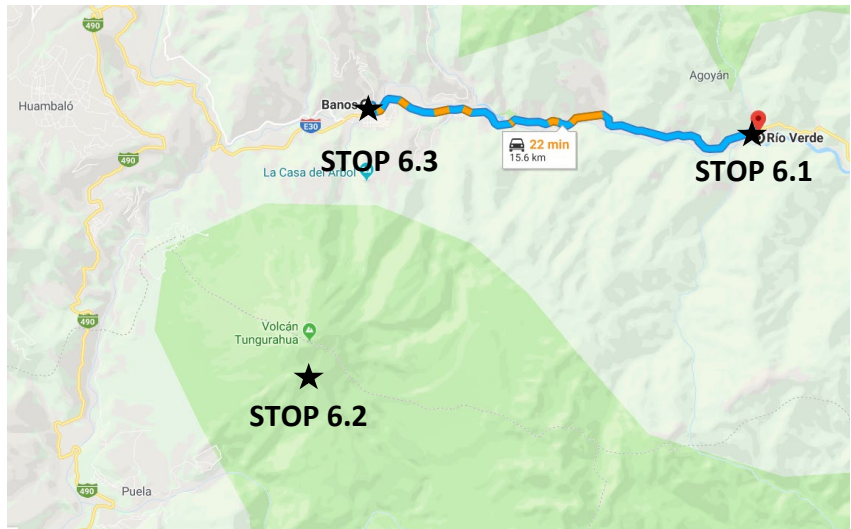 490
Agoyán
Huambaló
Banos
E30
Río Verde
22 min
15.6 km
STOP 6.3
STOP 6.1
490
La Casa del Árbol
490
Volcán
Tungurahua
STOP 6.2
490
Puela